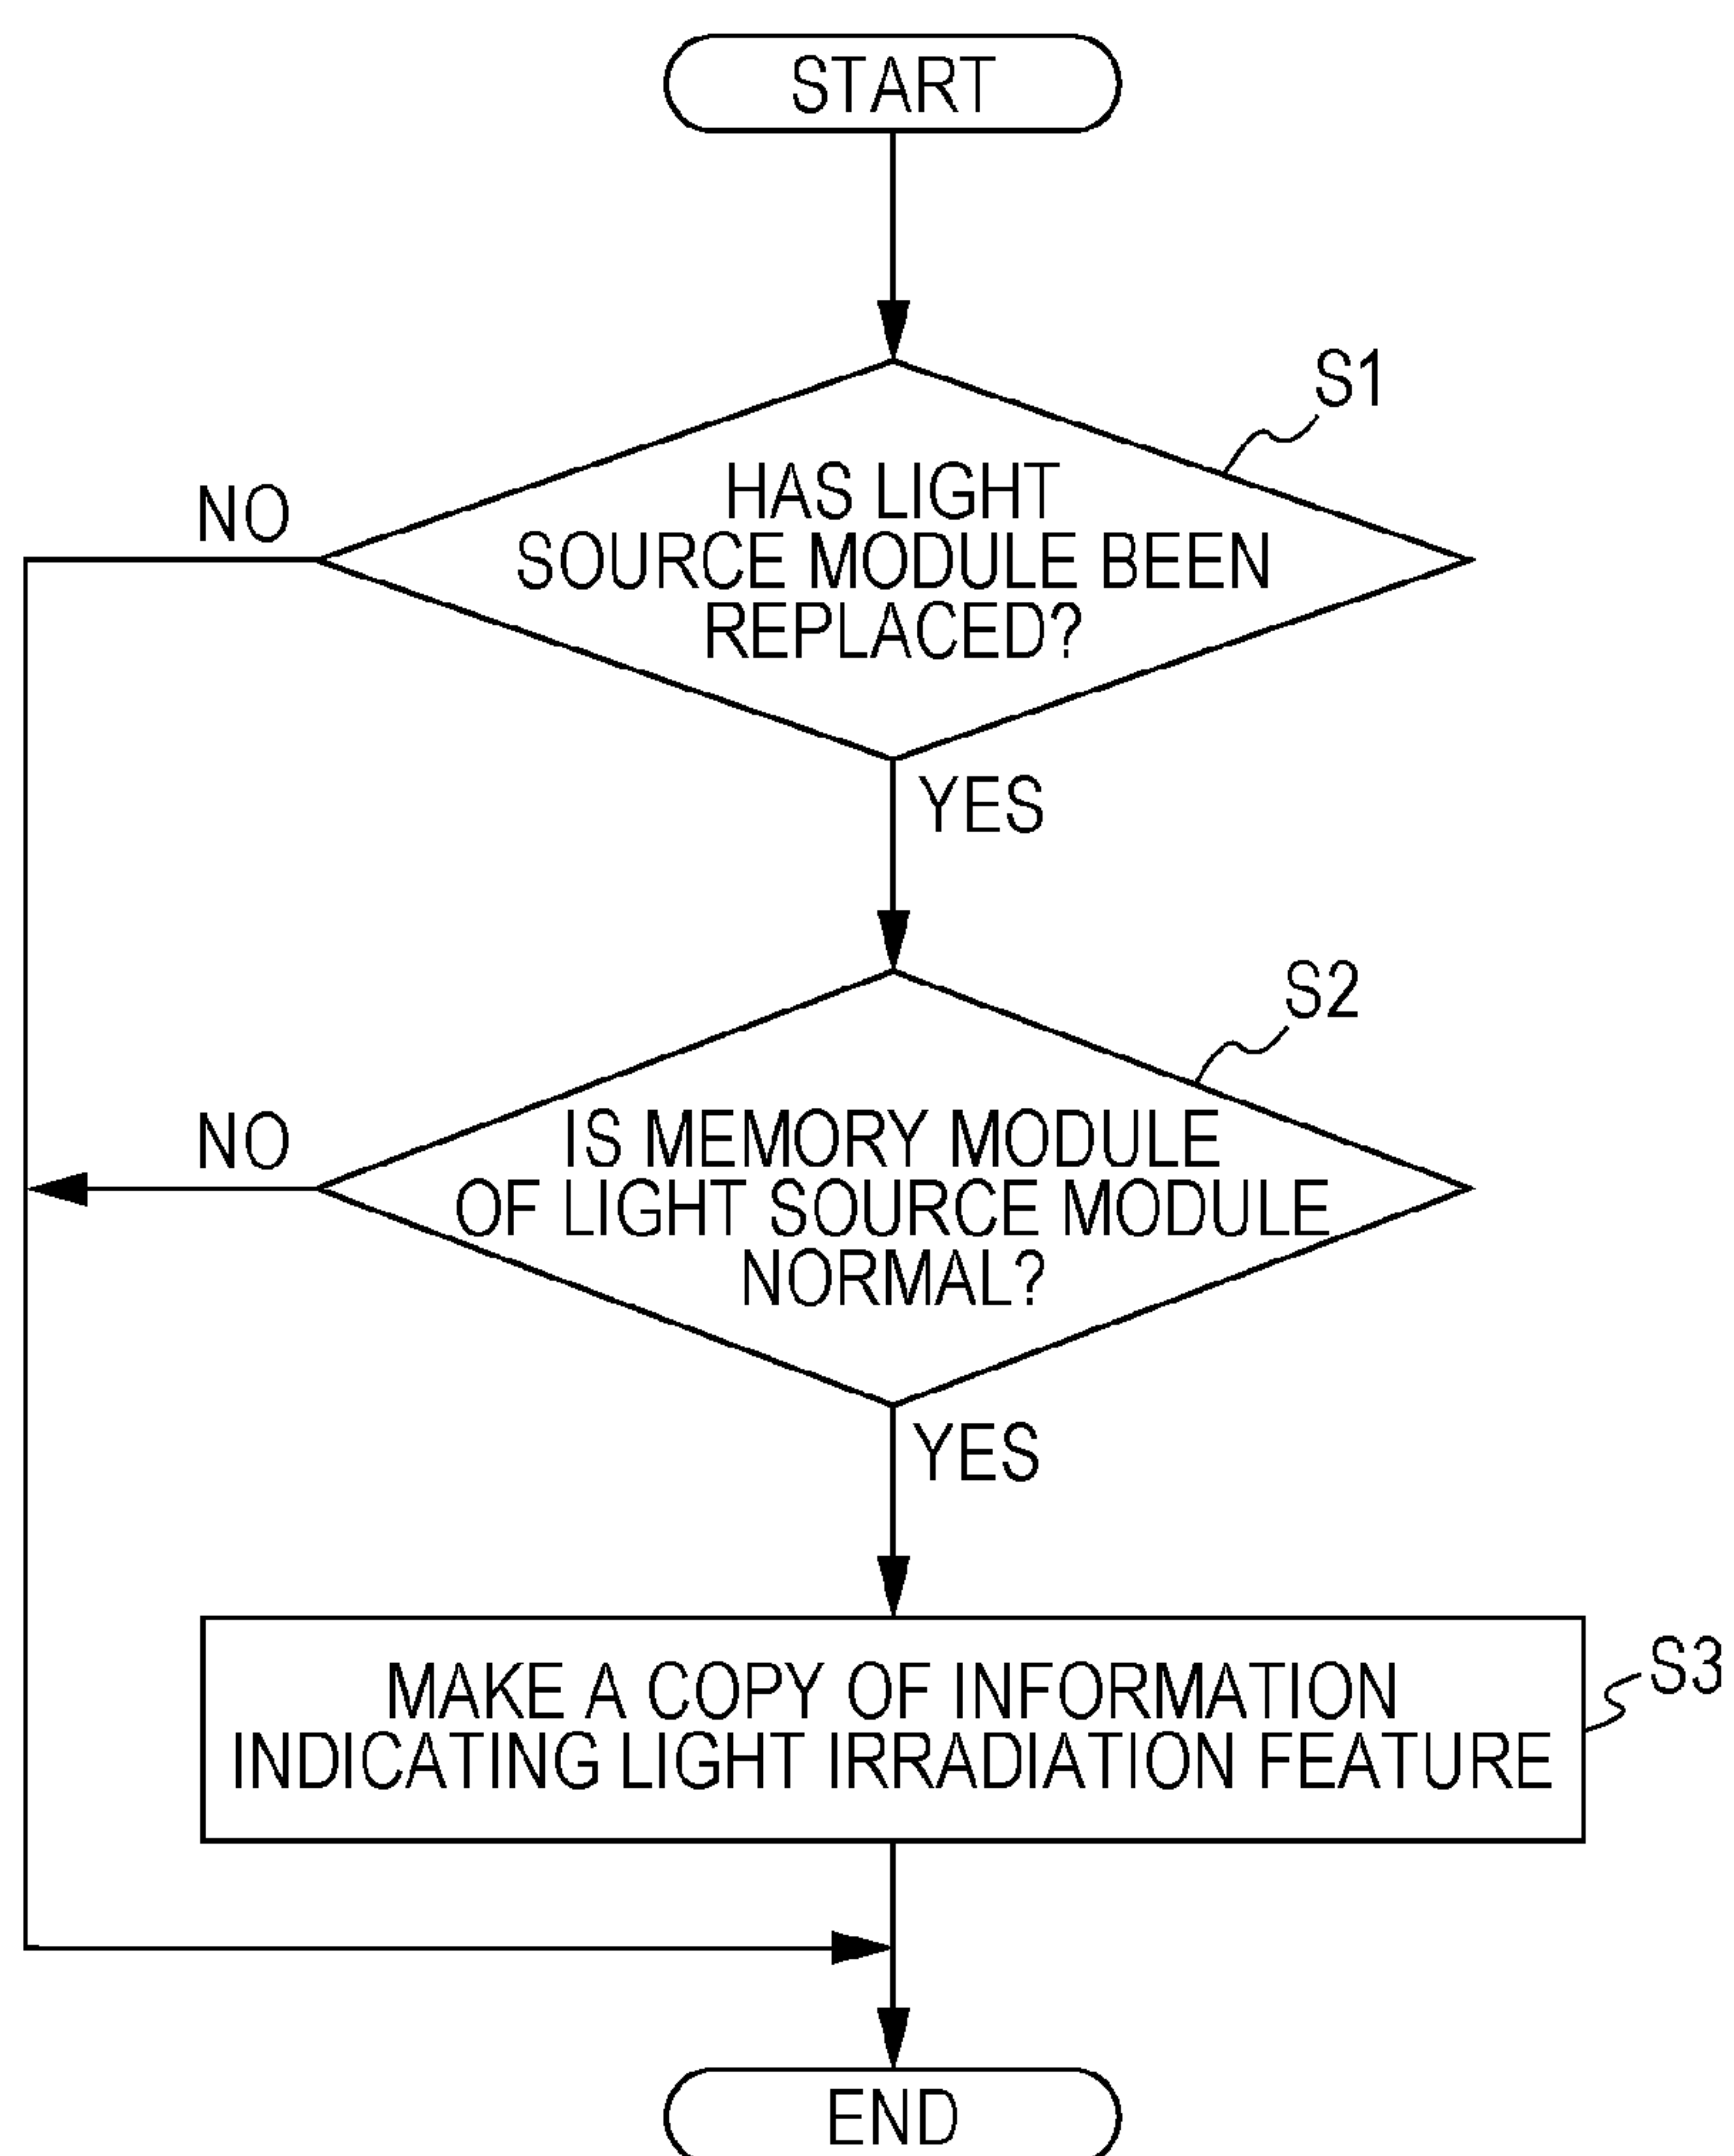 START
S1
HAS LIGHT
SOURCE MODULE BEEN
REPLACED?
NO
YES
S2
IS MEMORY MODULE
OF LIGHT SOURCE MODULE
NORMAL?
NO
YES
S3
MAKE A COPY OF INFORMATION
INDICATING LIGHT IRRADIATION FEATURE
END